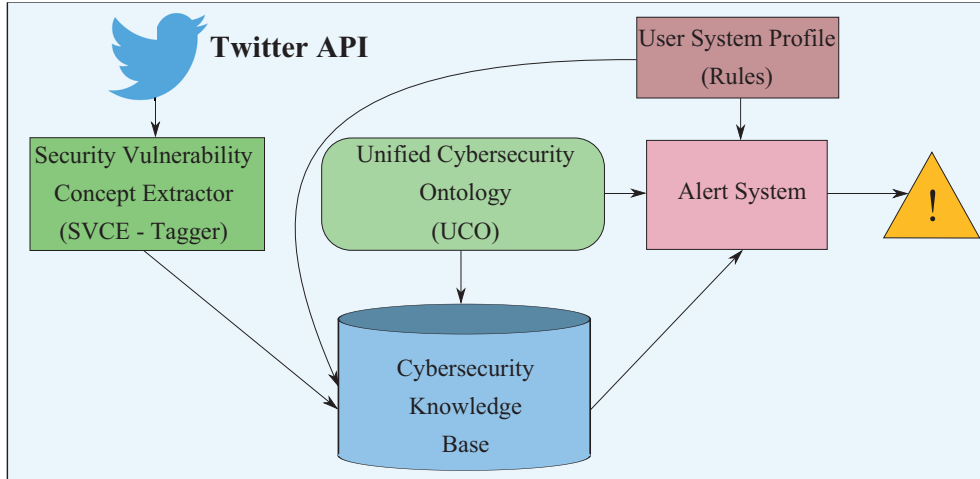 Twitter API
User System Profile
(Rules)
Security Vulnerability
Concept Extractor
(SVCE - Tagger)
Unified Cybersecurity
Ontology
(UCO)
Alert System
!
Cybersecurity
Knowledge
Base